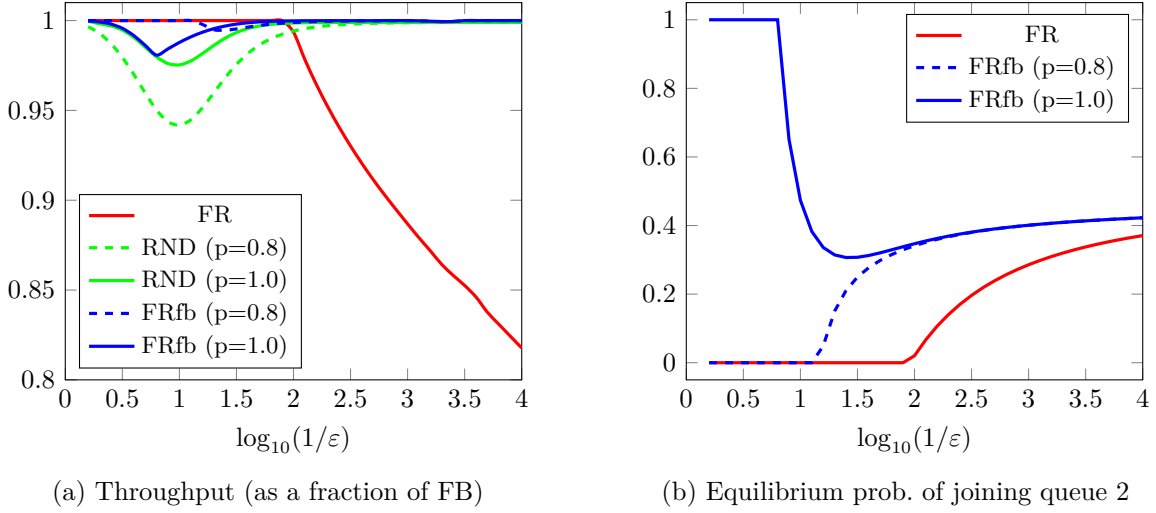 1
0.95
0.9
0.85
0.8
0
0.5
1
1.5
2
2.5
3
3.5
4
log₁₀(1/ε)
FR
RND (p=0.8)
RND (p=1.0)
FRfb (p=0.8)
FRfb (p=1.0)
(a) Throughput (as a fraction of FB)
1
0.8
0.6
0.4
0.2
0
0
0.5
1
1.5
2
2.5
3
3.5
4
log₁₀(1/ε)
FR
FRfb (p=0.8)
FRfb (p=1.0)
(b) Equilibrium prob. of joining queue 2